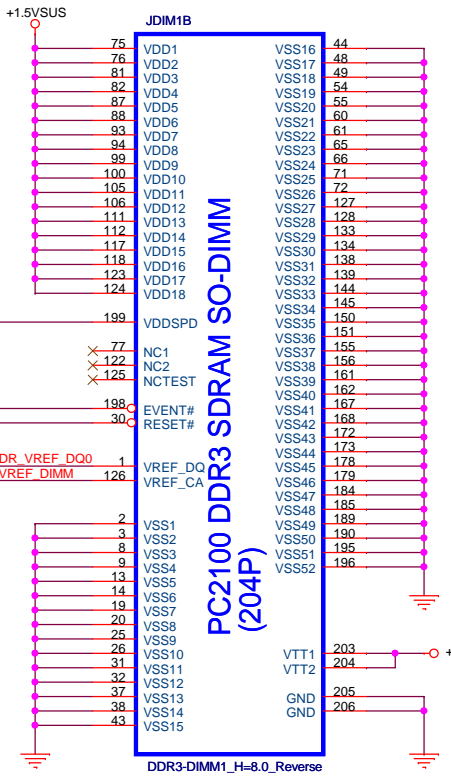 +1.5VSUS
JDIM1B
75 VDD1
76 VDD2
81 VDD3
82 VDD4
87 VDD5
88 VDD6
93 VDD7
94 VDD8
99 VDD9
100 VDD10
105 VDD11
106 VDD12
111 VDD13
112 VDD14
117 VDD15
118 VDD16
123 VDD17
124 VDD18
199 VDDSPD
77 NC1
122 NC2
125 NCTEST
198 EVENT#
30 RESET#
DR_VREF_DQ0 1 VREF_DQ
VREF_DIMM 126 VREF_CA
2 VSS1
3 VSS2
8 VSS3
9 VSS4
13 VSS5
14 VSS6
19 VSS7
20 VSS8
25 VSS9
26 VSS10
31 VSS11
32 VSS12
37 VSS13
38 VSS14
43 VSS15
PC2100 DDR3 SDRAM SO-DIMM
(204P)
VSS16 44
VSS17 48
VSS18 49
VSS19 54
VSS20 55
VSS21 60
VSS22 61
VSS23 65
VSS24 66
VSS25 71
VSS26 72
VSS27 127
VSS28 128
VSS29 133
VSS30 134
VSS31 138
VSS32 139
VSS33 144
VSS34 145
VSS35 150
VSS36 151
VSS37 155
VSS38 156
VSS39 161
VSS40 162
VSS41 167
VSS42 168
VSS43 172
VSS44 173
VSS45 178
VSS46 179
VSS47 184
VSS48 185
VSS49 189
VSS50 190
VSS51 195
VSS52 196
VTT1 203 +
VTT2 204
GND 205
GND 206
DDR3-DIMM1_H=8.0_Reverse